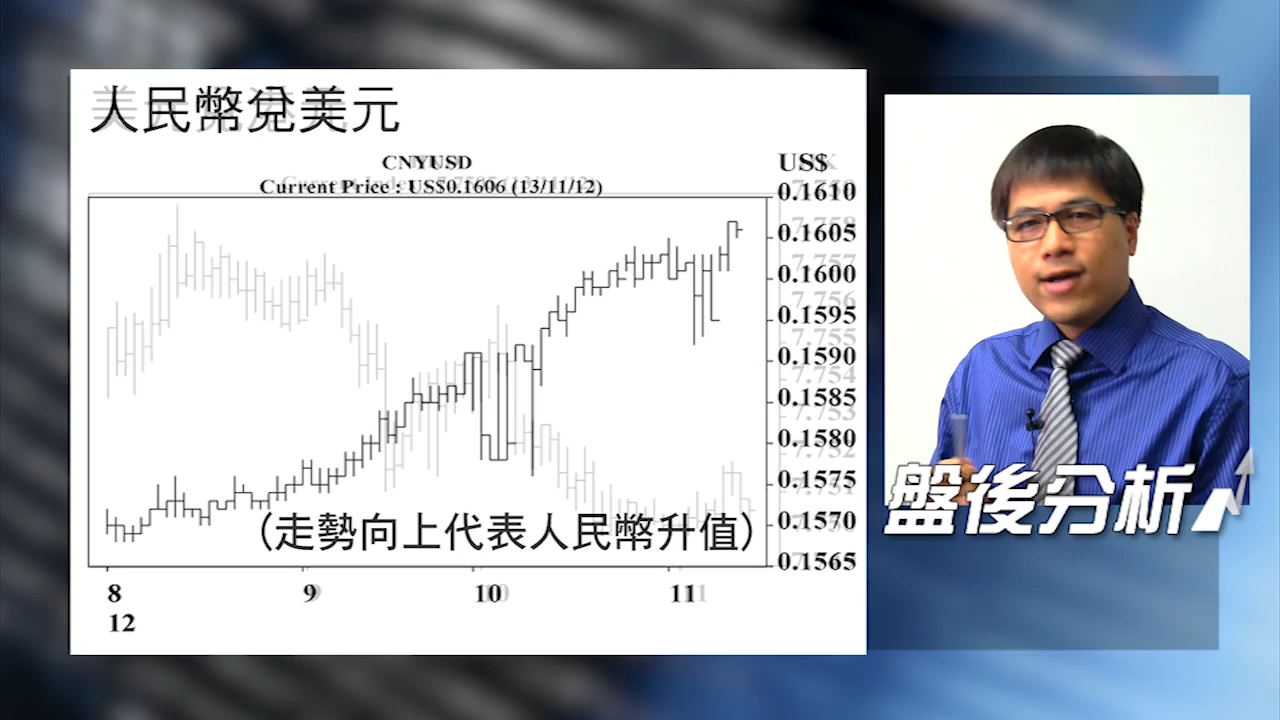 人民幣兌美元
CNYUSD
Current Price : US$0.1606 (13/11/12)
US$
0.1610
0.1605
0.1600
0.1595
0.1590
0.1585
0.1580
0.1575
0.1570
0.1565
(走勢向上代表人民幣升值)
8 9 10 11
12
盤後分析